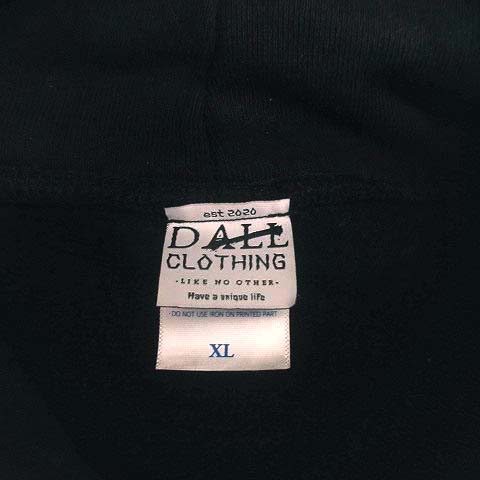 est 2020
DALL
CLOTHING
- LIKE NO OTHER -
Have a unique life
-DO NOT USE IRON ON PRINTED PART
XL